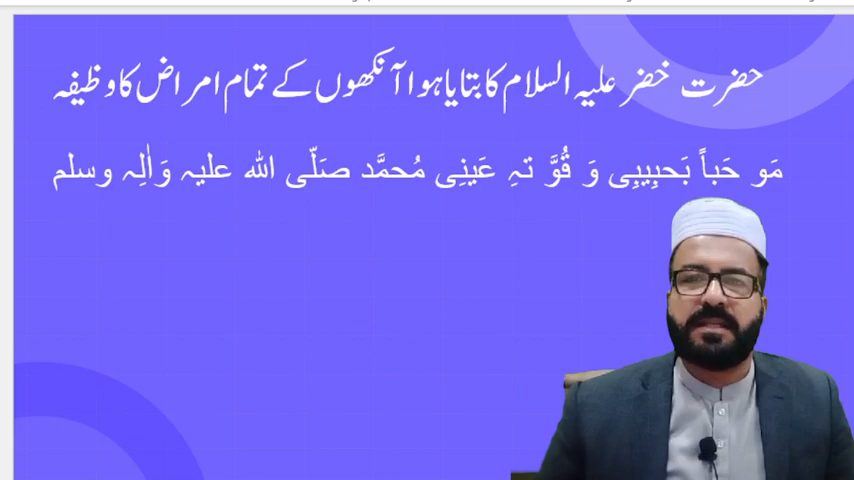 حضرت خضر علیہ السلام کا بتایا ہوا آنکھوں کے تمام امراض کا وظیفہ
مَو حَباً بَحبِیبِی وَ قُوَّ تہِ عَینِی مُحمَّد صَلّی اللہ علیہ وَاٰلِہ وسلم